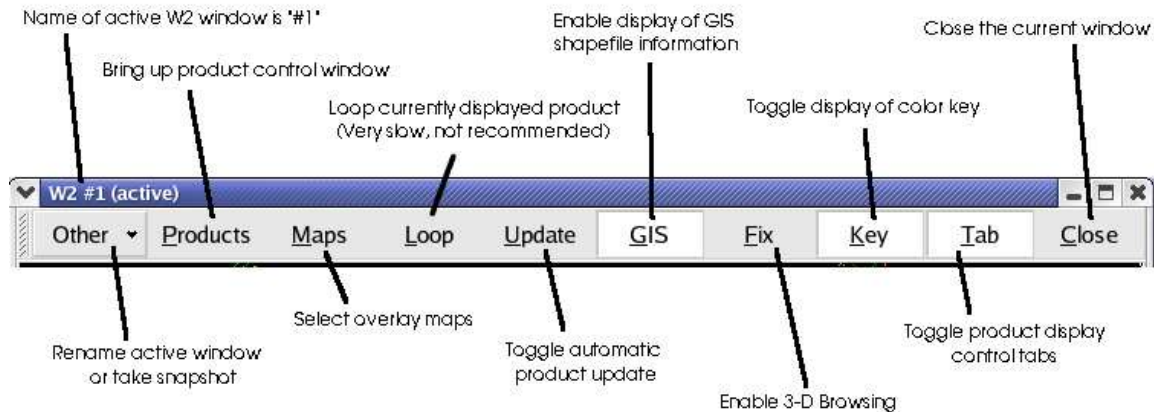 Name of active W2 window is "#1"
Enable display of GIS
shapefile information
Close the current window
Bring up product control window
Loop currently displayed product
(Very slow, not recommended)
Toggle display of color key
W2 #1 (active)
Other Products Maps Loop Update GIS Fix Key Tab Close
Select overlay maps
Rename active window
or take snapshot
Toggle automatic
product update
Toggle product display
control tabs
Enable 3-D Browsing